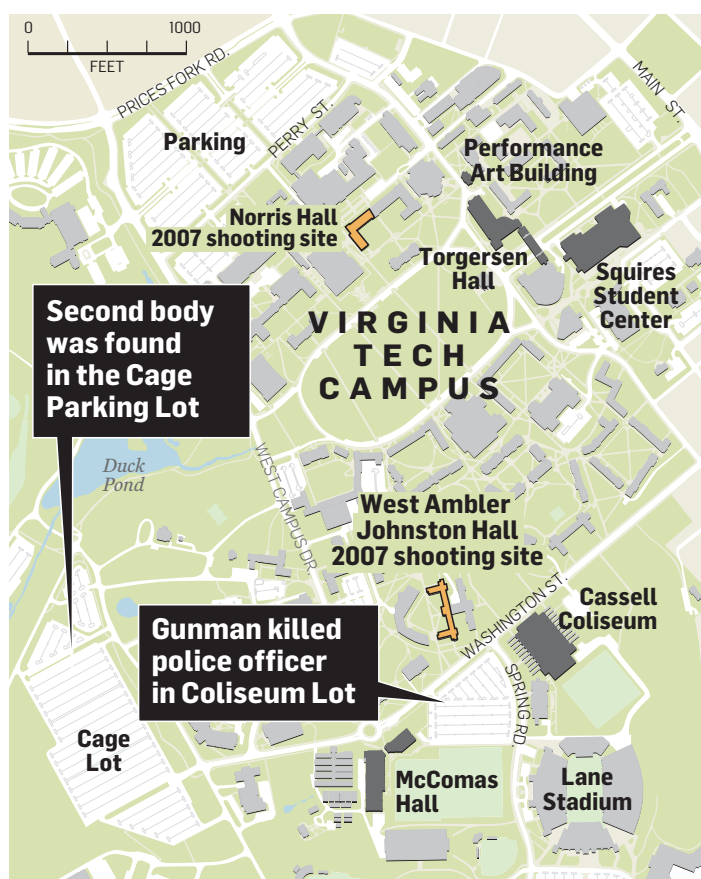 0
1000
FEET
PRICES FORK RD.
MAIN ST.
PERRY ST.
Parking
Performance
Art Building
Norris Hall
2007 shooting site
Torgersen
Hall
Squires
Student
Center
Second body
was found
in the Cage
Parking Lot
VIRGINIA
TECH
CAMPUS
Duck
Pond
WEST CAMPUS DR.
West Ambler
Johnston Hall
2007 shooting site
WASHINGTON ST.
Cassell
Coliseum
Gunman killed
police officer
in Coliseum Lot
SPRING RD.
Cage
Lot
McComas
Hall
Lane
Stadium